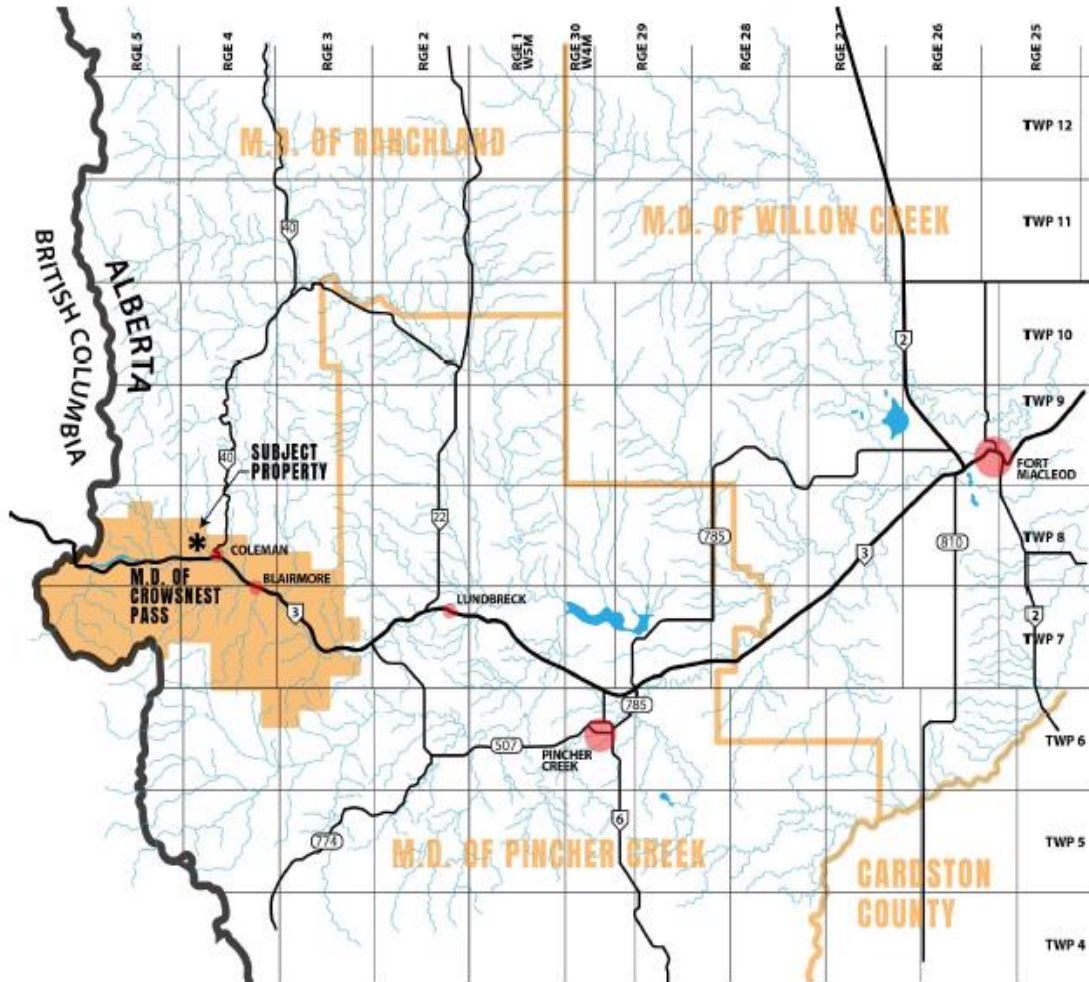 RGE 5
RGE 4
RGE 3
RGE 2
RGE 1
W5M
RGE 30
W4M
RGE 29
RGE 28
RGE 27
RGE 26
RGE 25
TWP 12
M.D. OF RANCHLAND
TWP 11
M.D. OF WILLOW CREEK
40
BRITISH COLUMBIA
ALBERTA
TWP 10
2
TWP 9
SUBJECT
PROPERTY
40
FORT
MACLEOD
22
785
TWP 8
*
COLEMAN
810
3
BLAIRMORE
M.D. OF
CROWSNEST
PASS
LUNDBRECK
3
2
TWP 7
785
507
PINCHER
CREEK
TWP 6
6
774
M.D. OF PINCHER CREEK
TWP 5
CARDSTON
COUNTY
TWP 4